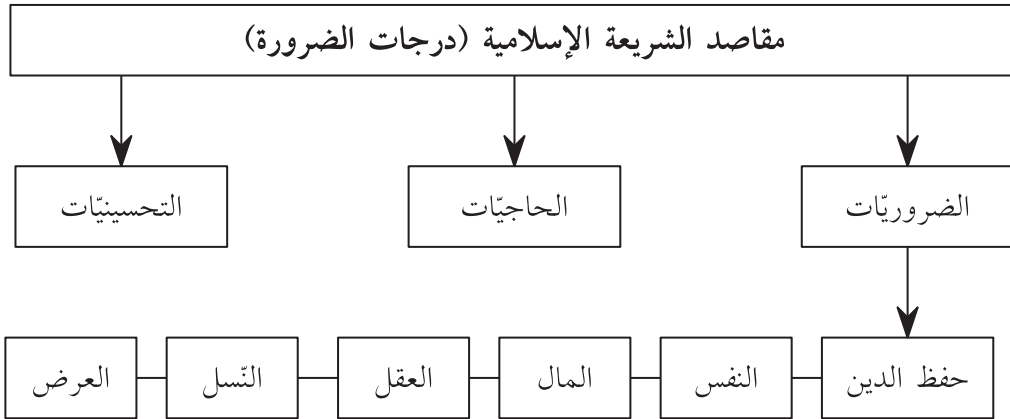 مقاصد الشريعة الإسلامية (درجات الضرورة)
الضروريّات
الحاجيّات
التحسينيّات
حفظ الدين
النفس
المال
العقل
النّسل
العرض